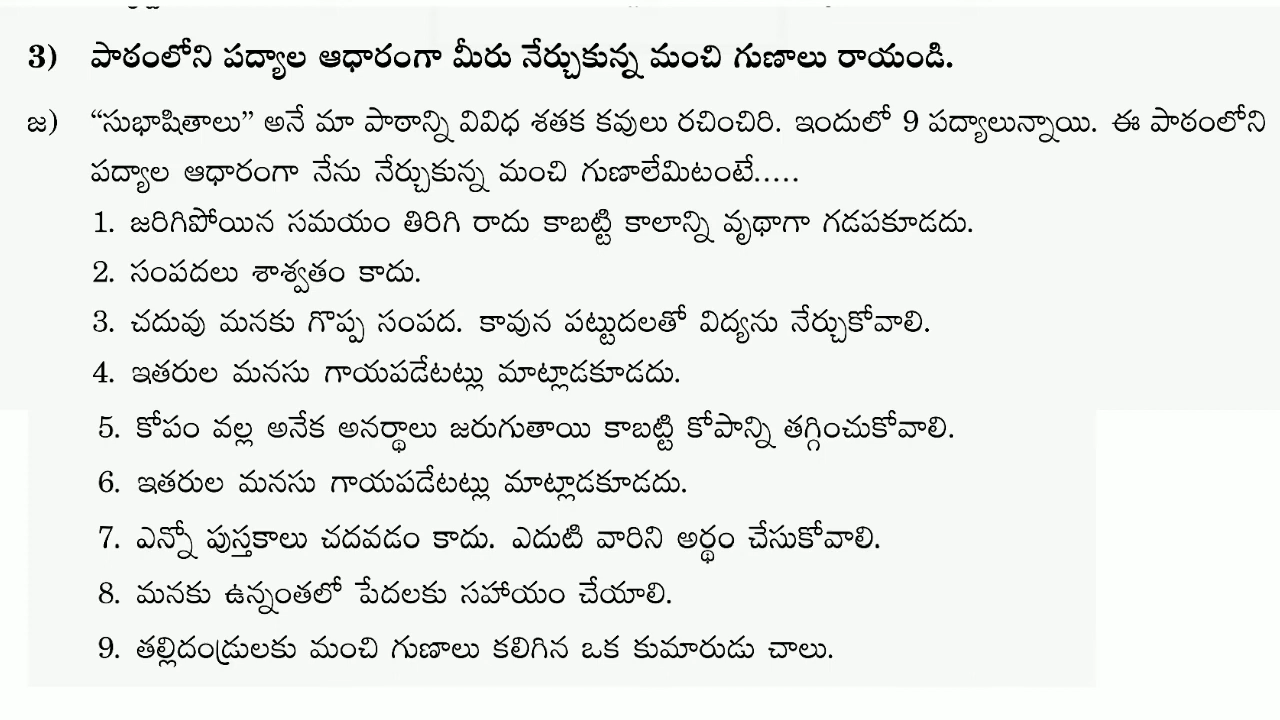 3) పాఠంలోని పద్యాల ఆధారంగా మీరు నేర్చుకున్న మంచి గుణాలు రాయండి.
జ) “సుభాషితాలు” అనే మా పాఠాన్ని వివిధ శతక కవులు రచించిరి. ఇందులో 9 పద్యాలున్నాయి. ఈ పాఠంలోని
పద్యాల ఆధారంగా నేను నేర్చుకున్న మంచి గుణాలేమిటంటే.....
1. జరిగిపోయిన సమయం తిరిగి రాదు కాబట్టి కాలాన్ని వృథాగా గడపకూడదు.
2. సంపదలు శాశ్వతం కాదు.
3. చదువు మనకు గొప్ప సంపద. కావున పట్టుదలతో విద్యను నేర్చుకోవాలి.
4. ఇతరుల మనసు గాయపడేటట్లు మాట్లాడకూడదు.
5. కోపం వల్ల అనేక అనర్థాలు జరుగుతాయి కాబట్టి కోపాన్ని తగ్గించుకోవాలి.
6. ఇతరుల మనసు గాయపడేటట్లు మాట్లాడకూడదు.
7. ఎన్నో పుస్తకాలు చదవడం కాదు. ఎదుటి వారిని అర్థం చేసుకోవాలి.
8. మనకు ఉన్నంతలో పేదలకు సహాయం చేయాలి.
9. తల్లిదండ్రులకు మంచి గుణాలు కలిగిన ఒక కుమారుడు చాలు.